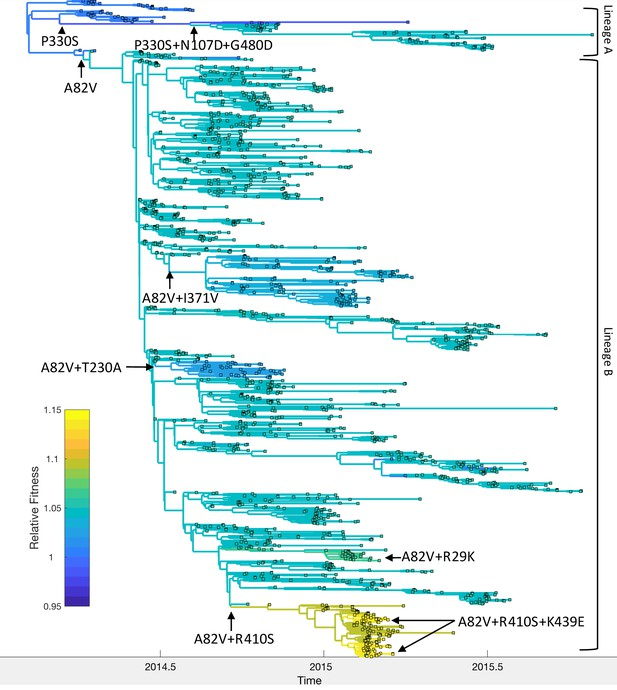 Lineage A
P330S
P330S+N107D+G480D
A82V
A82V+I371V
Lineage B
A82V+T230A
1.15
1.1
1.05
1
0.95
Relative Fitness
A82V+R29K
A82V+R410S+K439E
A82V+R410S
2014.5
2015
2015.5
Time